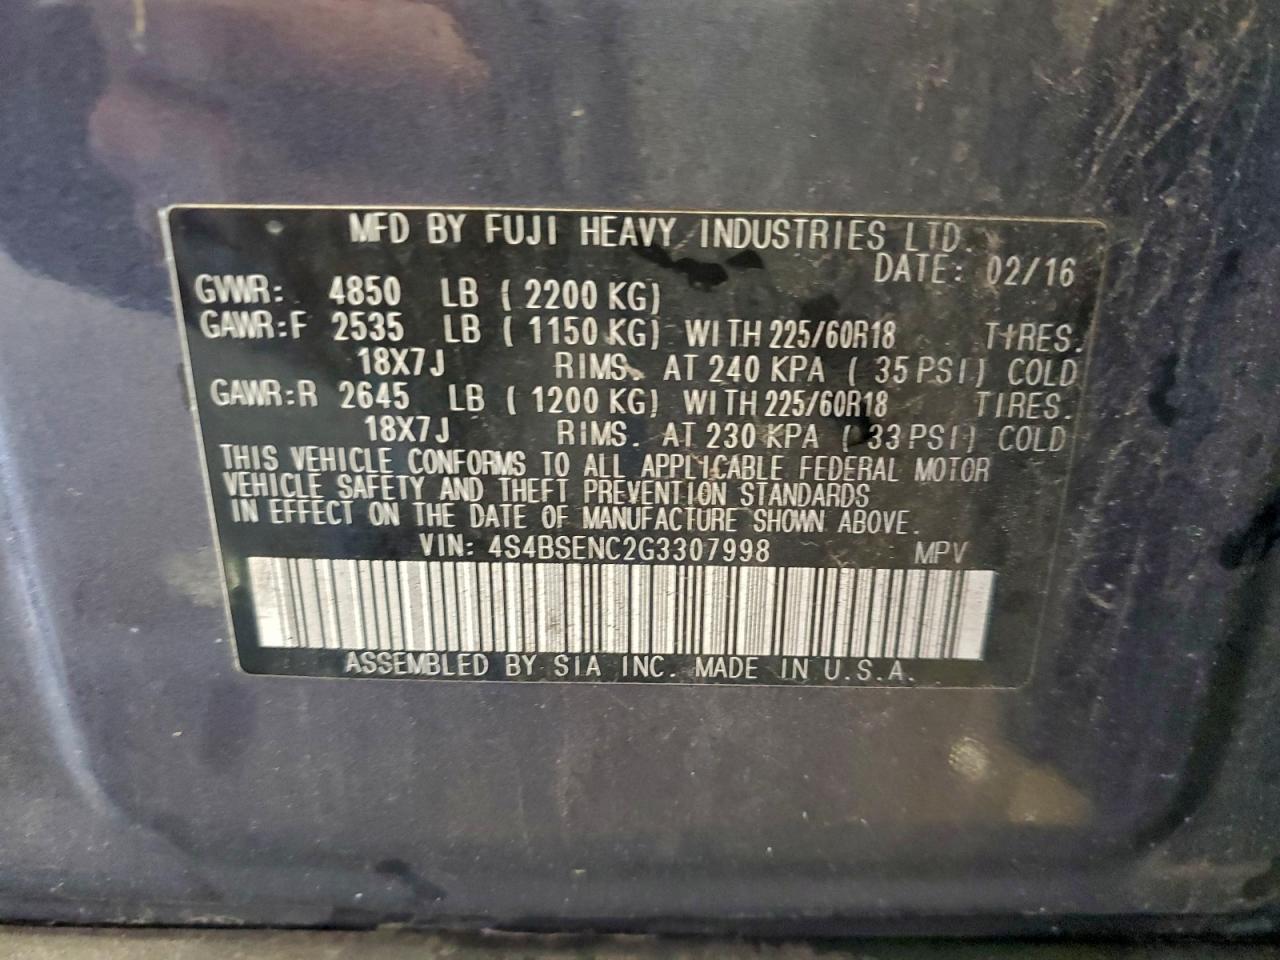 MFD BY FUJI HEAVY INDUSTRIES LTD.
DATE: 02/16
GVWR: 4850 LB (2200 KG)
GAWR:F 2535 LB (1150 KG) WITH 225/60R18 TIRES.
18X7J RIMS. AT 240 KPA (35 PSI) COLD
GAWR:R 2645 LB (1200 KG) WITH 225/60R18 TIRES.
18X7J RIMS. AT 230 KPA (33 PSI) COLD
THIS VEHICLE CONFORMS TO ALL APPLICABLE FEDERAL MOTOR
VEHICLE SAFETY AND THEFT PREVENTION STANDARDS
IN EFFECT ON THE DATE OF MANUFACTURE SHOWN ABOVE.
VIN: 4S4BSENC2G3307998 MPV
ASSEMBLED BY SIA INC. MADE IN U.S.A.